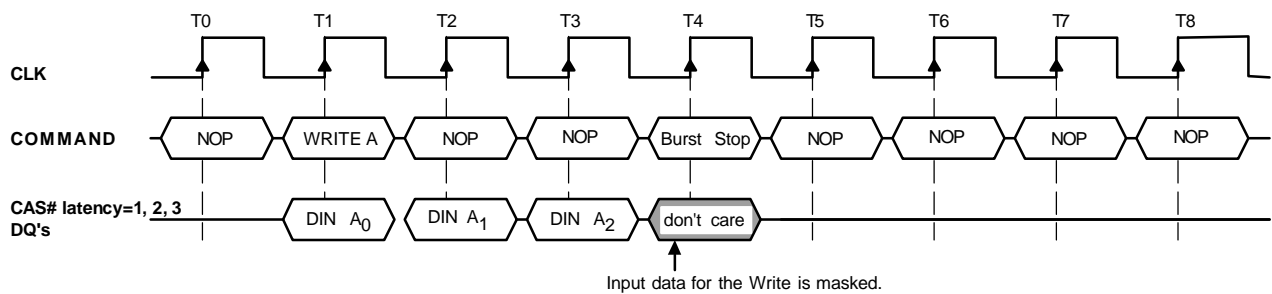 T0 T1 T2 T3 T4 T5 T6 T7 T8
CLK
COMMAND NOP WRITE A NOP NOP Burst Stop NOP NOP NOP NOP
CAS# latency=1, 2, 3
DQ's DIN A0 DIN A1 DIN A2 don't care
Input data for the Write is masked.